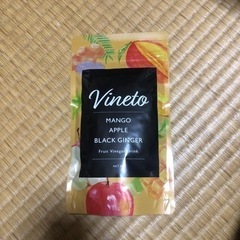 Vineto
MANGO
APPLE
BLACK GINGER
Fruit Vinegar Drink